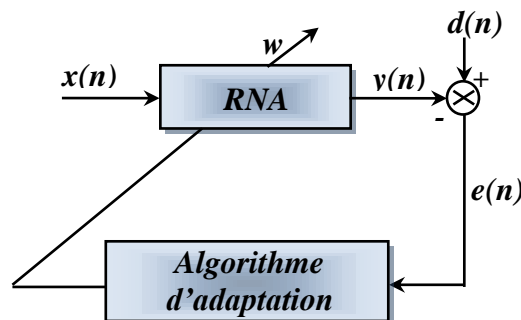 d(n)
w
x(n)
RNA
y(n)
+
-
e(n)
Algorithme
d'adaptation